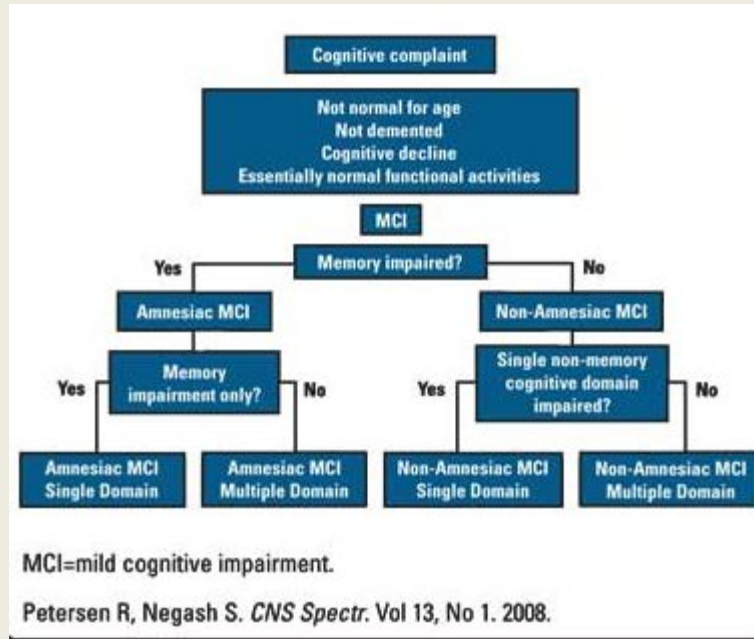 Cognitive complaint
Not normal for age
Not demented
Cognitive decline
Essentially normal functional activities
MCI
Yes
Memory impaired?
No
Amnesiac MCI
Non-Amnesiac MCI
Yes
Memory
impairment only?
No
Yes
Single non-memory
cognitive domain
impaired?
No
Amnesiac MCI
Single Domain
Amnesiac MCI
Multiple Domain
Non-Amnesiac MCI
Single Domain
Non-Amnesiac MCI
Multiple Domain
MCI=mild cognitive impairment.
Petersen R, Negash S. CNS Spectr. Vol 13, No 1. 2008.